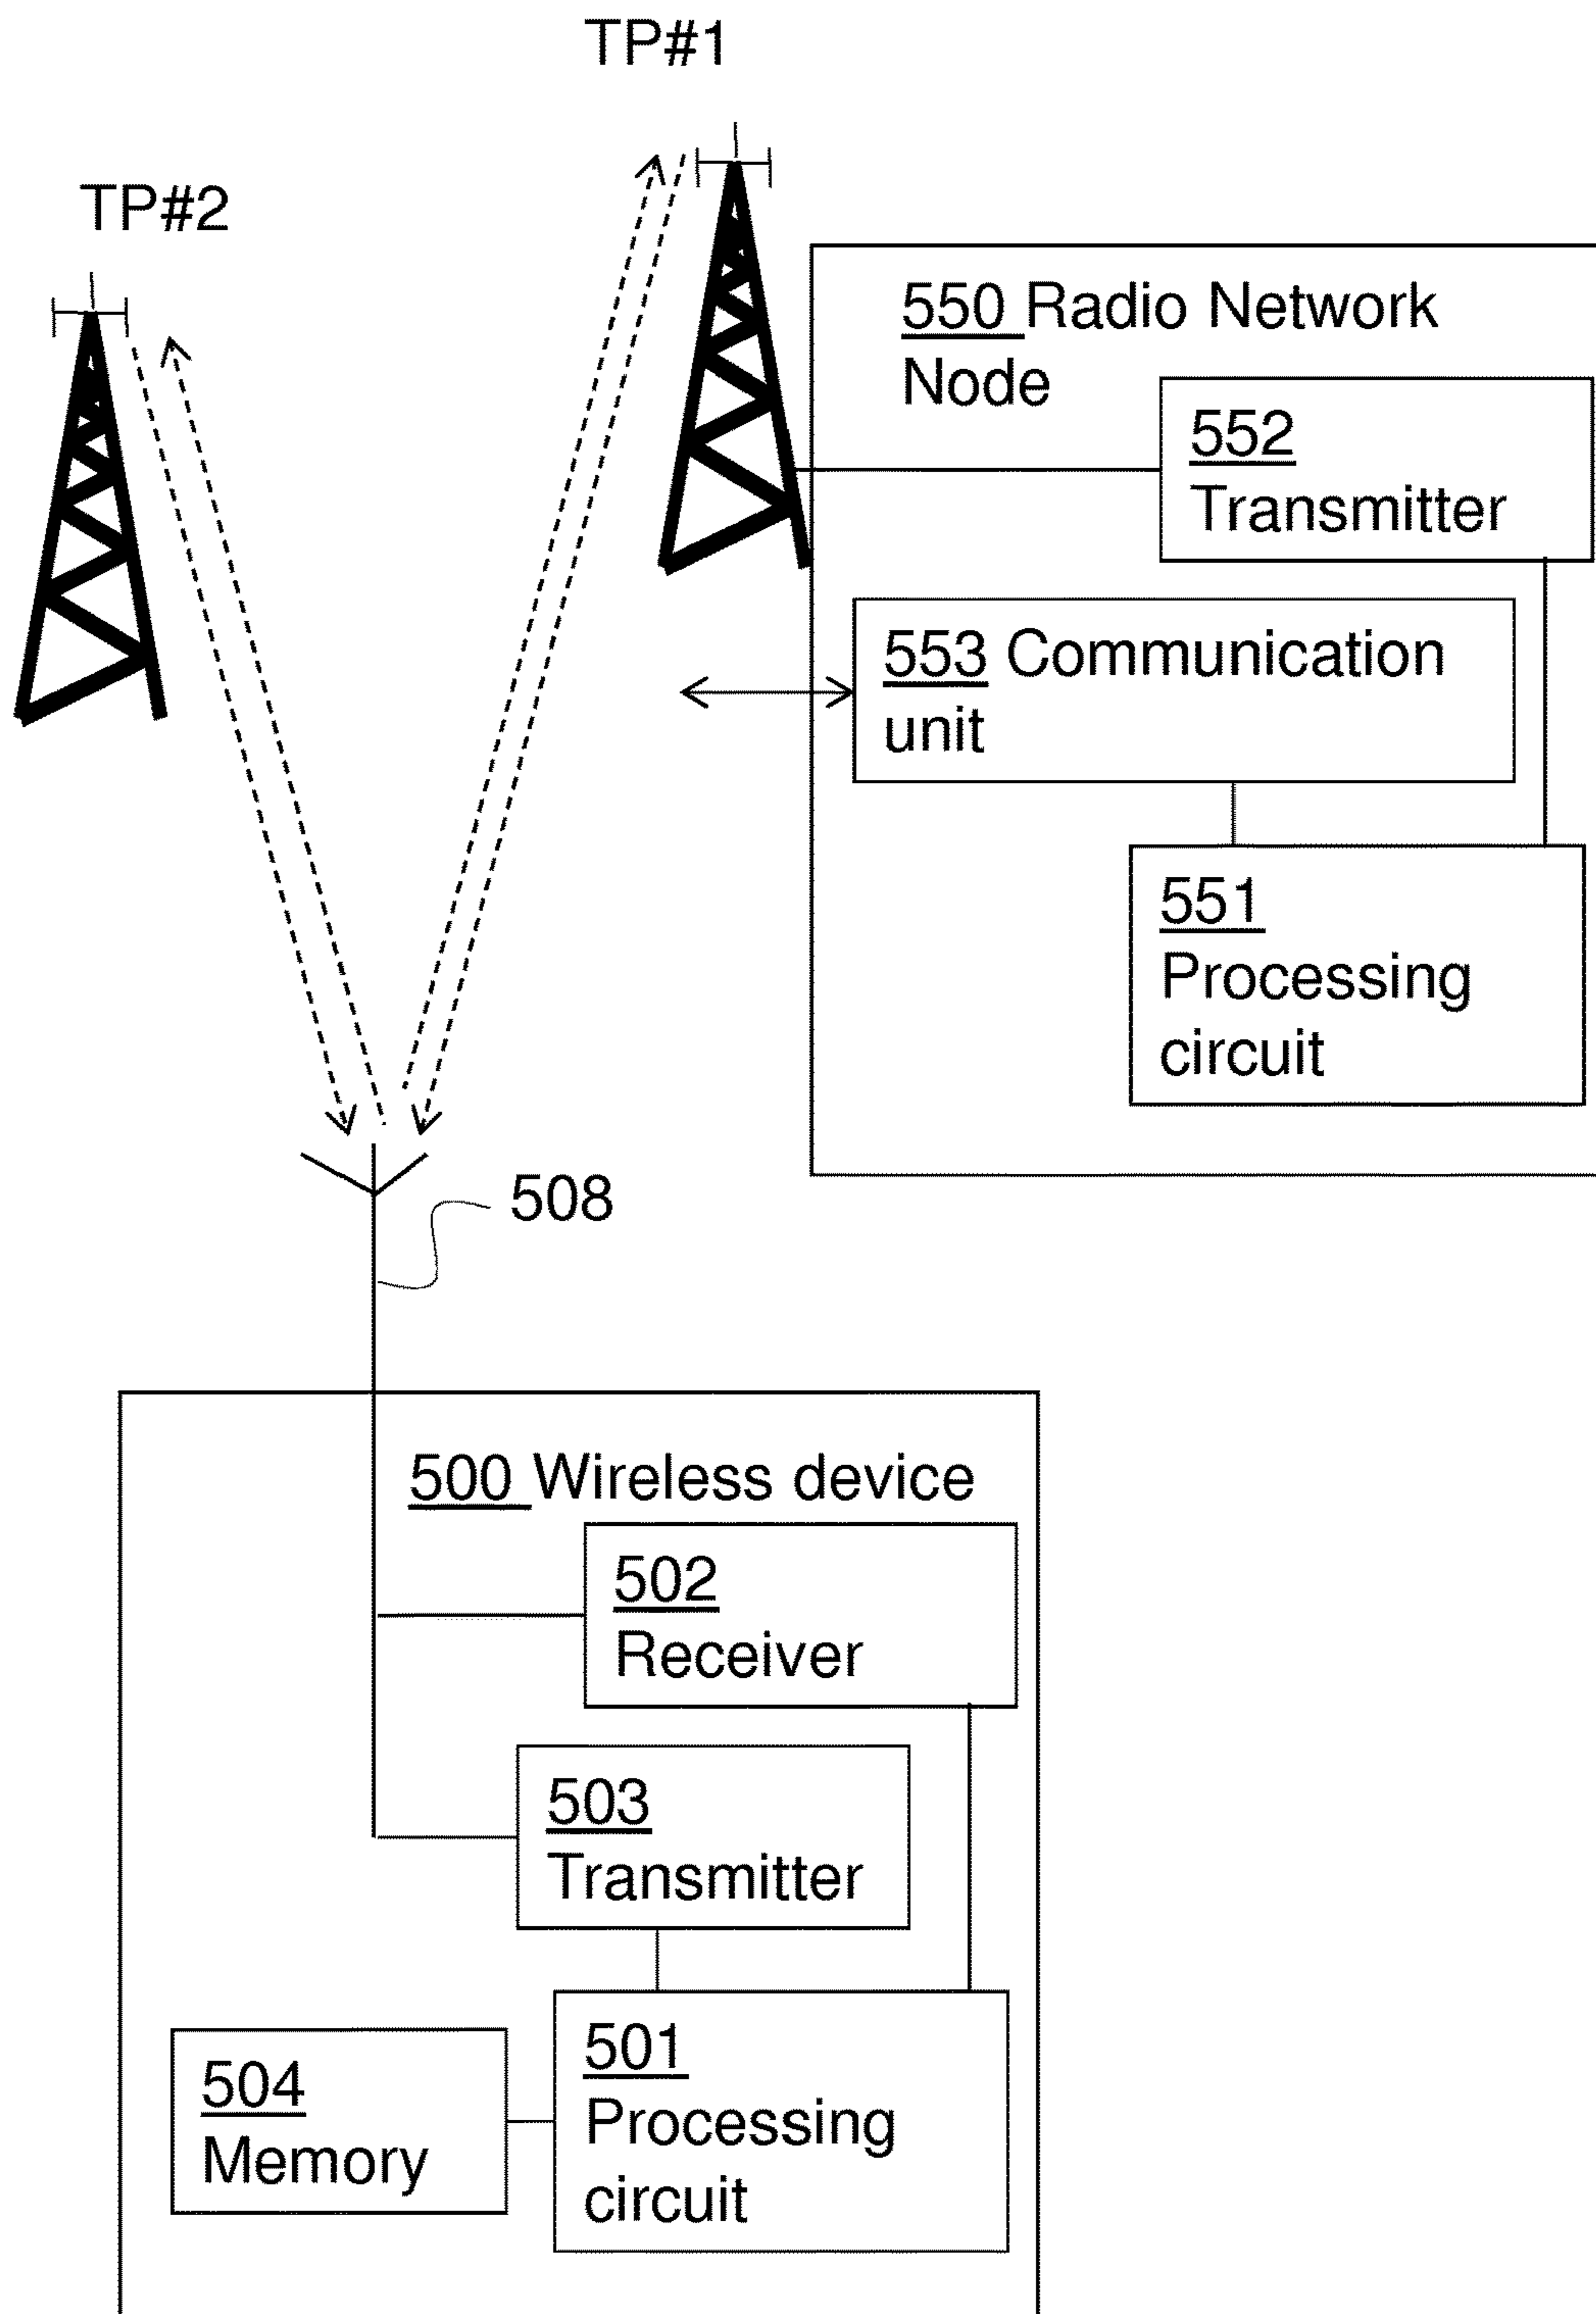 TP#1
TP#2
550 Radio Network
Node
552
Transmitter
553 Communication
unit
551
Processing
circuit
508
500 Wireless device
502
Receiver
503
Transmitter
504
Memory
501
Processing
circuit